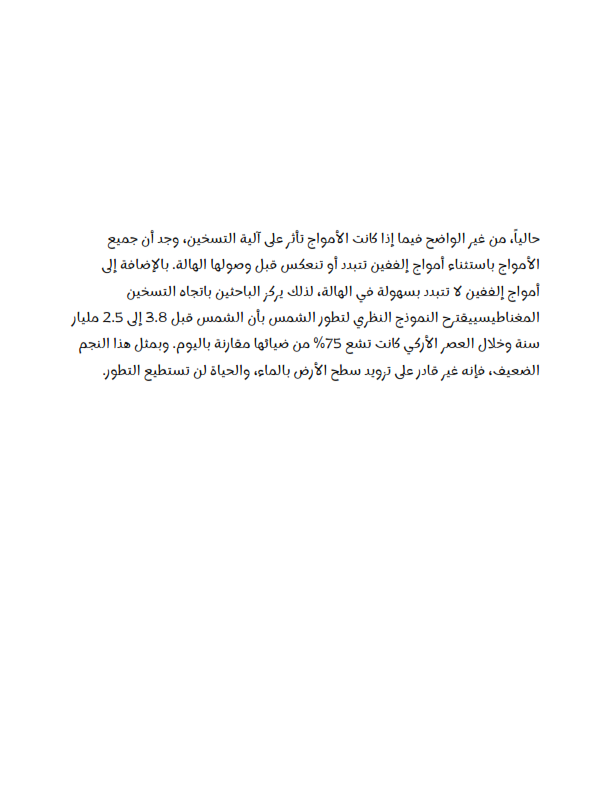 حالياً، من غير الواضح فيما إذا كانت الأمواج تأثر على آلية التسخين، وجد أن جميع
الأمواج باستثناء أمواج إلففين تتبدد أو تنعكس قبل وصولها الهالة. بالإضافة إلى
أمواج إلففين لا تتبدد بسهولة في الهالة، لذلك يركز الباحثين باتجاه التسخين
المغناطيسييقترح النموذج النظري لتطور الشمس بأن الشمس قبل 3.8 إلى 2.5 مليار
سنة وخلال العصر الأركي كانت تشع 75% من ضيائها مقارنة باليوم. وبمثل هذا النجم
الضعيف، فإنه غير قادر على تزويد سطح الأرض بالماء، والحياة لن تستطيع التطور.